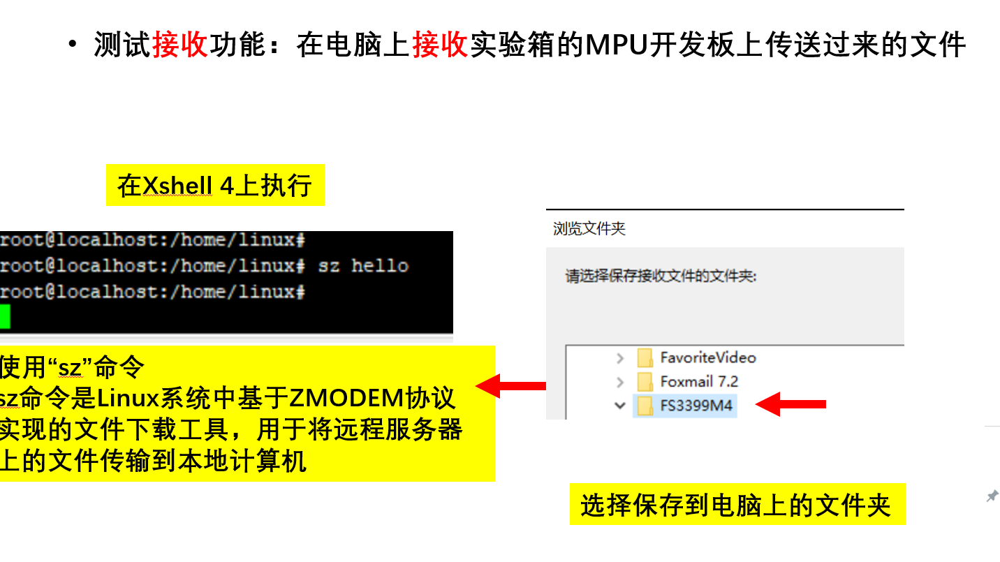 • 测试接收功能：在电脑上接收实验箱的MPU开发板上传送过来的文件
在Xshell 4上执行
root@localhost:/home/linux#
root@localhost:/home/linux# sz hello
root@localhost:/home/linux#
使用“sz”命令
sz命令是Linux系统中基于ZMODEM协议
实现的文件下载工具，用于将远程服务器
上的文件传输到本地计算机
浏览文件夹
请选择保存接收文件的文件夹:
FavoriteVideo
Foxmail 7.2
FS3399M4
选择保存到电脑上的文件夹